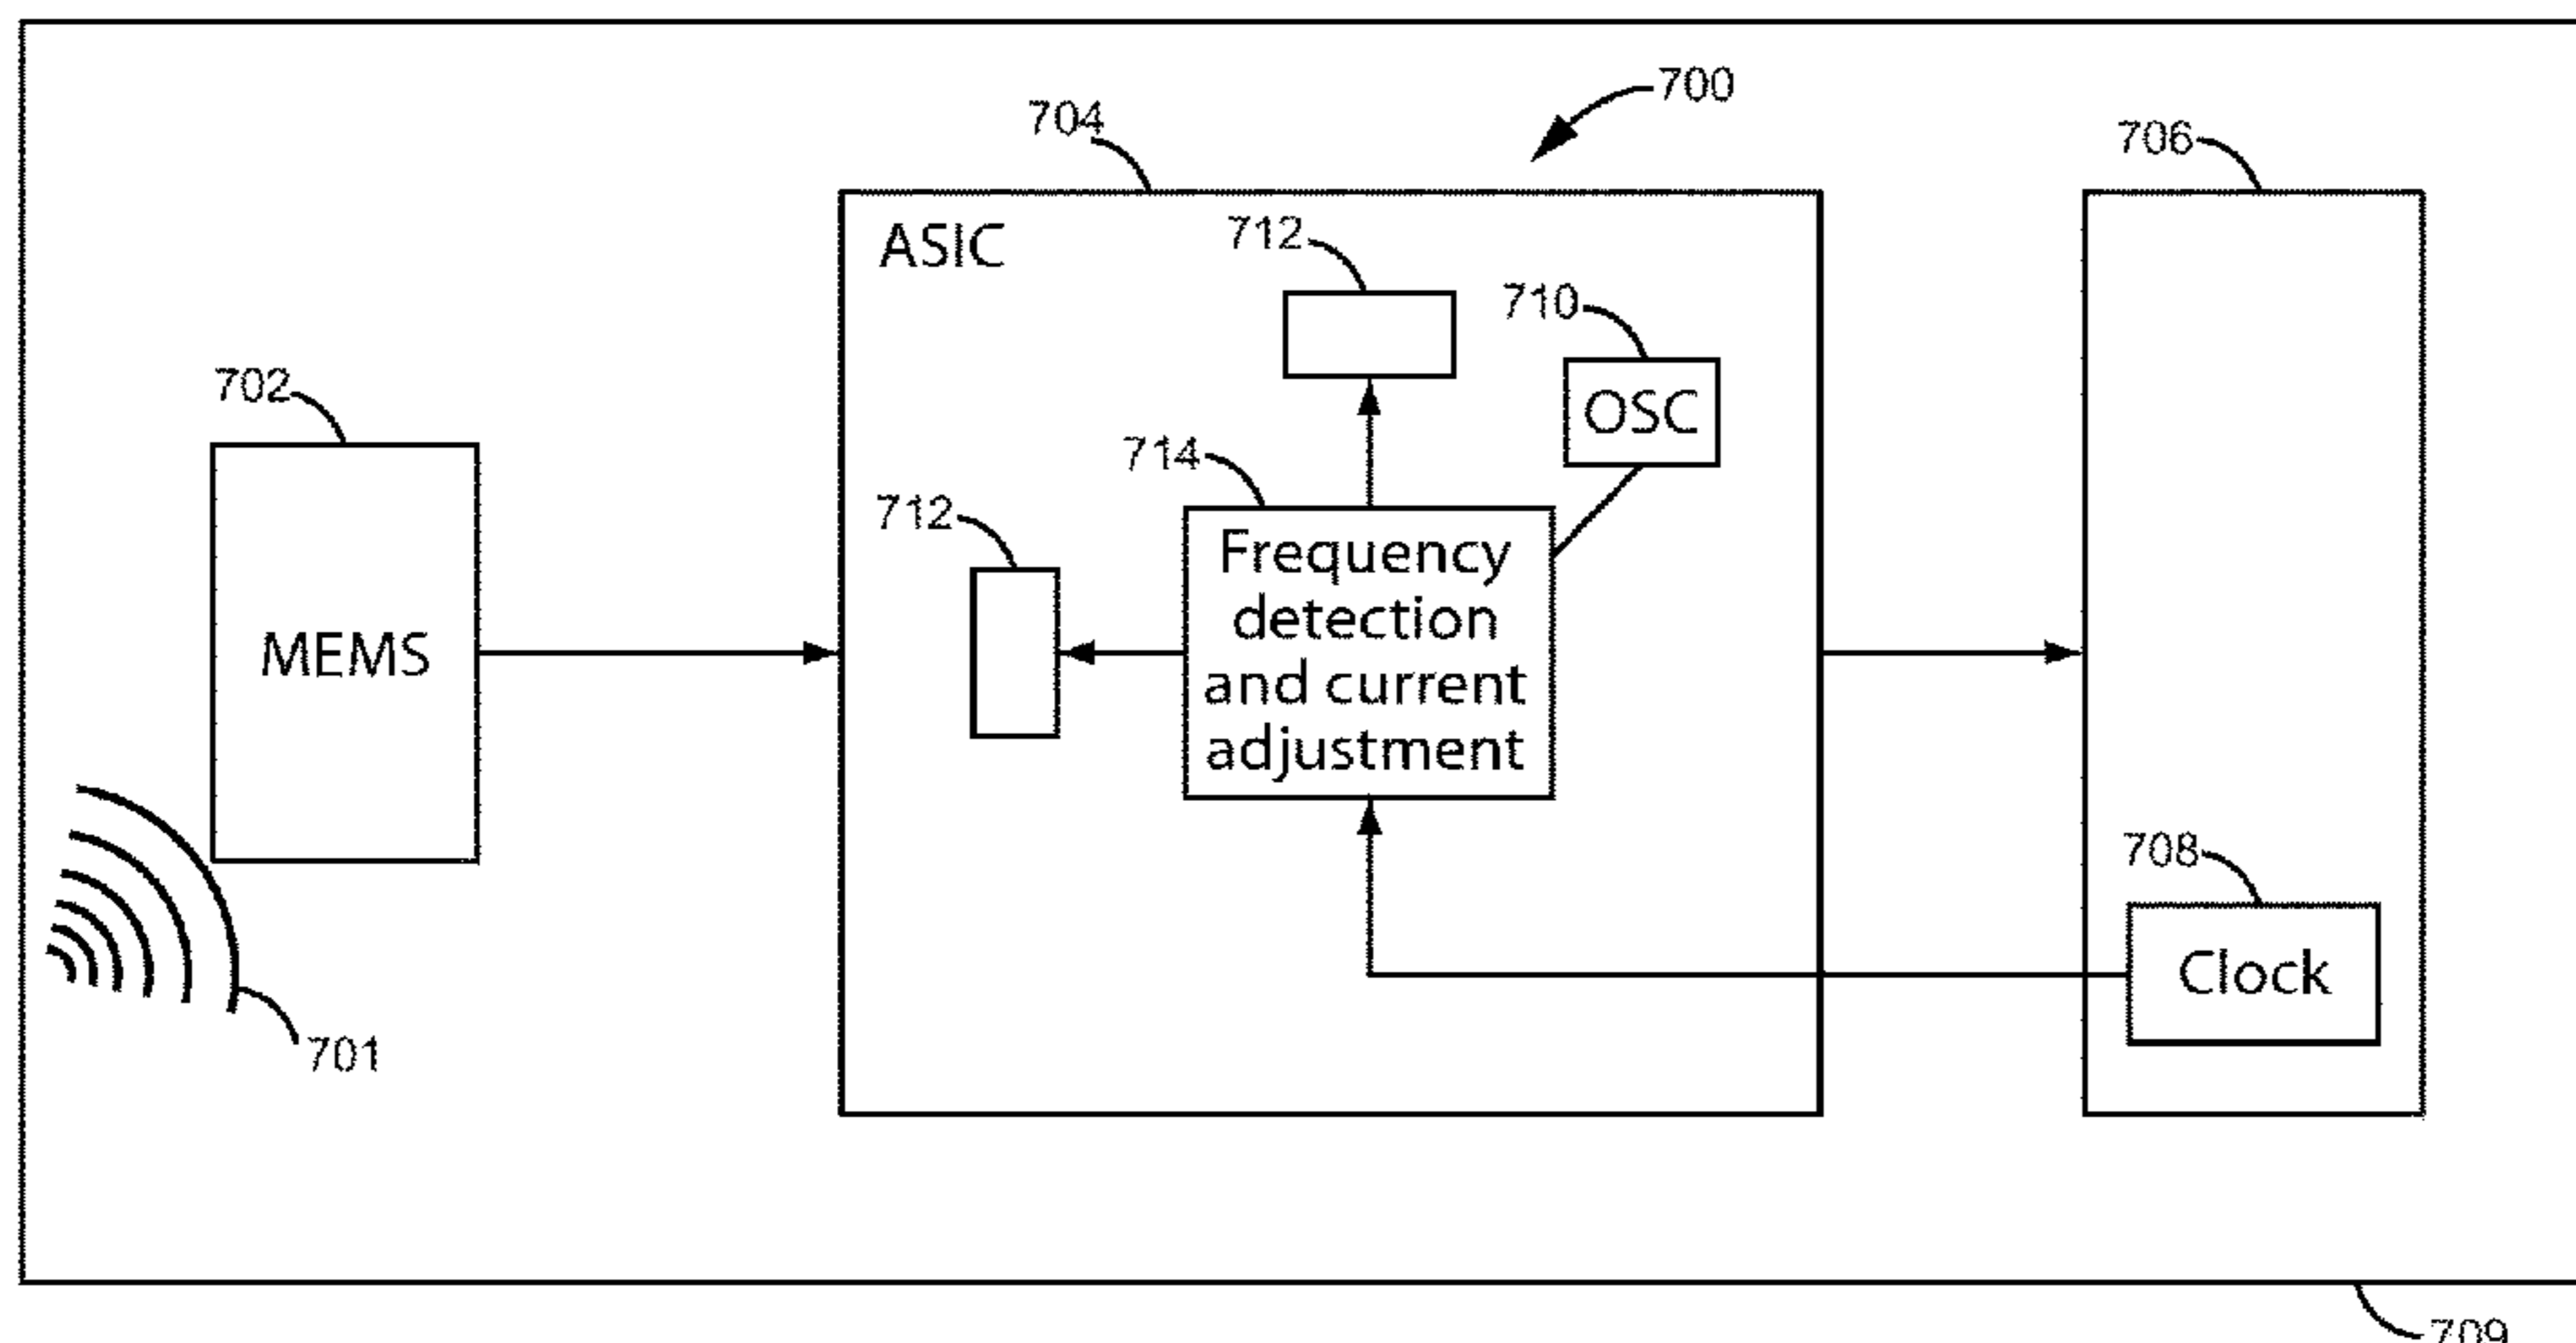 700
704
706
ASIC
712
710
OSC
702
714
712
Frequency
detection
and current
adjustment
MEMS
708
Clock
701
709